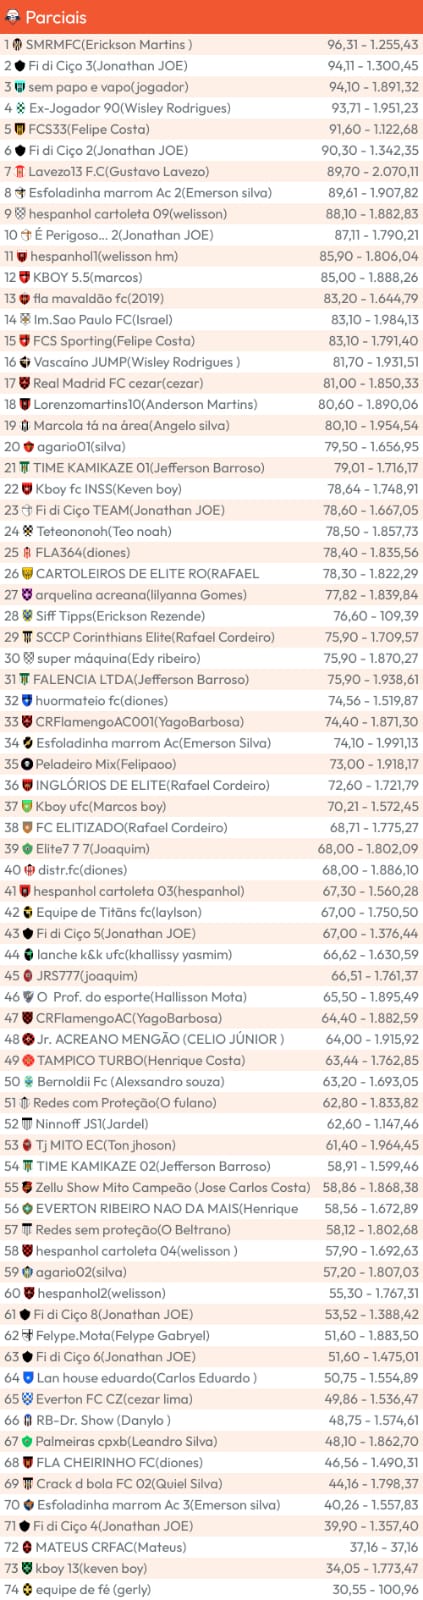 Parciais
1 SMRMFC(Erickson Martins ) 96,31 - 1.255,43
2 Fi di Ciço 3(Jonathan JOE) 94,11 - 1.300,45
3 sem papo e vapo(jogador) 94,10 - 1.891,32
4 Ex-Jogador 90(Wisley Rodrigues) 93,71 - 1.951,23
5 FCS33(Felipe Costa) 91,60 - 1.122,68
6 Fi di Ciço 2(Jonathan JOE) 90,30 - 1.342,35
7 Lavezo13 F.C(Gustavo Lavezo) 89,70 - 2.070,11
8 Esfoladinha marrom Ac 2(Emerson silva) 89,61 - 1.907,82
9 hespanhol cartoleta 09(welisson) 88,10 - 1.882,83
10 É Perigoso... 2(Jonathan JOE) 87,11 - 1.790,21
11 hespanhol1(welisson hm) 85,90 - 1.806,04
12 KBOY 5.5(marcos) 85,00 - 1.888,26
13 fla mavaldão fc(2019) 83,20 - 1.644,79
14 Im.Sao Paulo FC(Israel) 83,10 - 1.984,13
15 FCS Sporting(Felipe Costa) 83,10 - 1.791,40
16 Vascaíno JUMP(Wisley Rodrigues ) 81,70 - 1.931,51
17 Real Madrid FC cezar(cezar) 81,00 - 1.850,33
18 Lorenzomartins10(Anderson Martins) 80,60 - 1.890,06
19 Marcola tá na área(Angelo silva) 80,10 - 1.954,54
20 agario01(silva) 79,50 - 1.656,95
21 TIME KAMIKAZE 01(Jefferson Barroso) 79,01 - 1.716,17
22 Kboy fc INSS(Keven boy) 78,64 - 1.748,91
23 Fi di Ciço TEAM(Jonathan JOE) 78,60 - 1.667,05
24 Teteononoh(Teo noah) 78,50 - 1.857,73
25 FLA364(diones) 78,40 - 1.835,56
26 CARTOLEIROS DE ELITE RO(RAFAEL 78,30 - 1.822,29
27 arquelina acreana(lilyanna Gomes) 77,82 - 1.839,84
28 Siff Tipps(Erickson Rezende) 76,60 - 109,39
29 SCCP Corinthians Elite(Rafael Cordeiro) 75,90 - 1.709,57
30 super máquina(Edy ribeiro) 75,90 - 1.870,27
31 FALENCIA LTDA(Jefferson Barroso) 75,90 - 1.938,61
32 huormateio fc(diones) 74,56 - 1.519,87
33 CRFlamengoAC001(YagoBarbosa) 74,40 - 1.871,30
34 Esfoladinha marrom Ac(Emerson Silva) 74,10 - 1.991,13
35 Peladeiro Mix(Felipaoo) 73,00 - 1.918,17
36 INGLÓRIOS DE ELITE(Rafael Cordeiro) 72,60 - 1.721,79
37 Kboy ufc(Marcos boy) 70,21 - 1.572,45
38 FC ELITIZADO(Rafael Cordeiro) 68,71 - 1.775,27
39 Elite7 7 7(Joaquim) 68,00 - 1.802,09
40 distr.fc(diones) 68,00 - 1.886,10
41 hespanhol cartoleta 03(hespanhol) 67,30 - 1.560,28
42 Equipe de Titãns fc(laylson) 67,00 - 1.750,50
43 Fi di Ciço 5(Jonathan JOE) 67,00 - 1.376,44
44 lanche k&k ufc(khallissy yasmim) 66,62 - 1.630,59
45 JRS777(joaquim) 66,51 - 1.761,37
46 O Prof. do esporte(Hallisson Mota) 65,50 - 1.895,49
47 CRFlamengoAC(YagoBarbosa) 64,40 - 1.882,59
48 Jr. ACREANO MENGÃO (CELIO JÚNIOR ) 64,00 - 1.915,92
49 TAMPICO TURBO(Henrique Costa) 63,44 - 1.762,85
50 Bernoldii Fc (Alexsandro souza) 63,20 - 1.693,05
51 Redes com Proteção(O fulano) 62,80 - 1.833,82
52 Ninnoff JS1(Jardel) 62,60 - 1.147,46
53 Tj MITO EC(Ton jhoson) 61,40 - 1.964,45
54 TIME KAMIKAZE 02(Jefferson Barroso) 58,91 - 1.599,46
55 Zellu Show Mito Campeão (Jose Carlos Costa) 58,86 - 1.868,38
56 EVERTON RIBEIRO NAO DA MAIS(Henrique 58,56 - 1.672,89
57 Redes sem proteção(O Beltrano) 58,12 - 1.802,68
58 hespanhol cartoleta 04(welisson ) 57,90 - 1.692,63
59 agario02(silva) 57,20 - 1.807,03
60 hespanhol2(welisson) 55,30 - 1.767,31
61 Fi di Ciço 8(Jonathan JOE) 53,52 - 1.388,42
62 Felype.Mota(Felype Gabryel) 51,60 - 1.883,50
63 Fi di Ciço 6(Jonathan JOE) 51,60 - 1.475,01
64 Lan house eduardo(Carlos Eduardo ) 50,75 - 1.554,89
65 Everton FC CZ(cezar lima) 49,86 - 1.536,47
66 RB-Dr. Show (Danylo ) 48,75 - 1.574,61
67 Palmeiras cpxb(Leandro Silva) 48,10 - 1.862,70
68 FLA CHEIRINHO FC(diones) 46,56 - 1.490,31
69 Crack d bola FC 02(Quiel Silva) 44,16 - 1.798,37
70 Esfoladinha marrom Ac 3(Emerson silva) 40,26 - 1.557,83
71 Fi di Ciço 4(Jonathan JOE) 39,90 - 1.357,40
72 MATEUS CRFAC(Mateus) 37,16 - 37,16
73 kboy 13(keven boy) 34,05 - 1.773,47
74 equipe de fé (gerly) 30,55 - 100,96